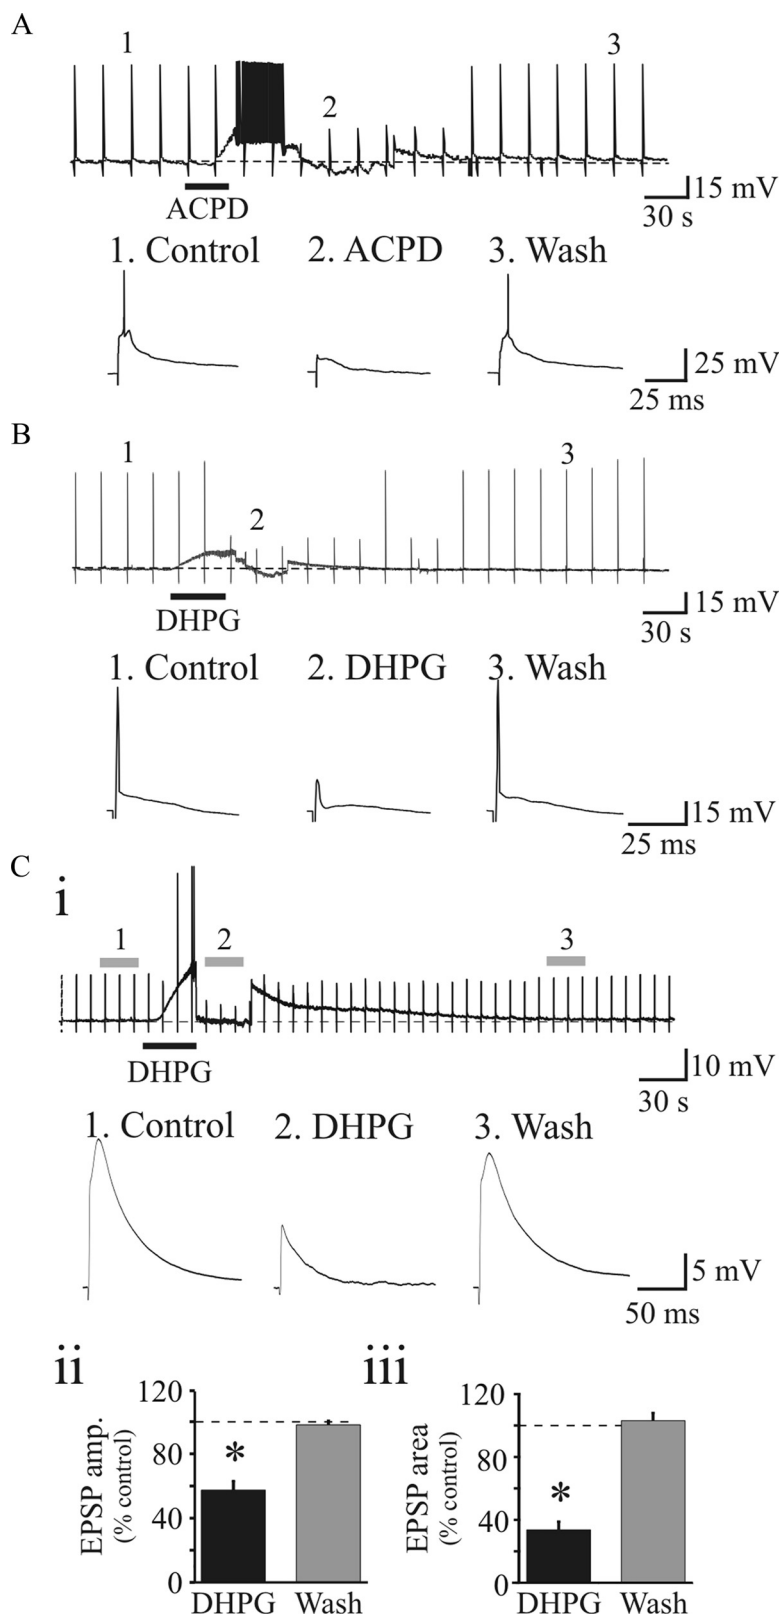 A
1
3
2
15 mV
ACPD
30 s
1. Control
2. ACPD
3. Wash
25 mV
25 ms
B
1
3
2
15 mV
DHPG
30 s
1. Control
2. DHPG
3. Wash
15 mV
25 ms
C
i
1
2
3
10 mV
DHPG
30 s
1. Control
2. DHPG
3. Wash
5 mV
50 ms
ii
120
80
40
0
EPSP amp.
(% control)
*
DHPG
Wash
iii
120
80
40
0
EPSP area
(% control)
*
DHPG
Wash